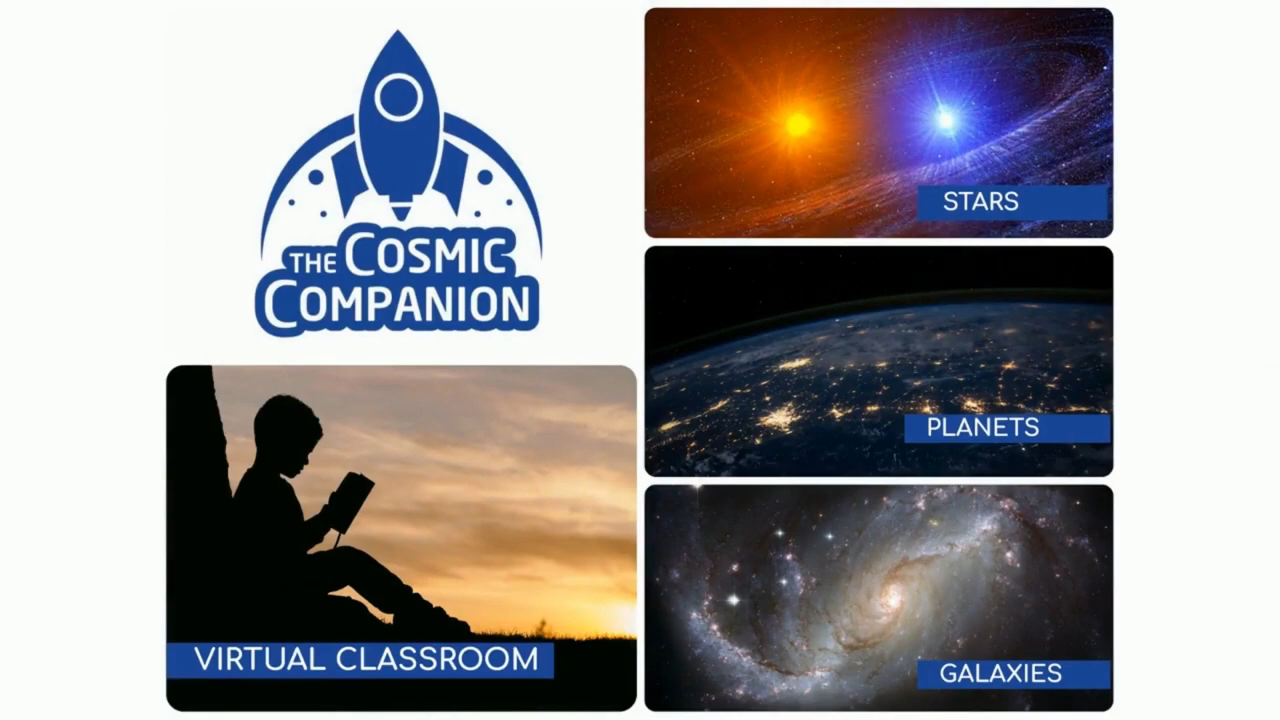 THE COSMIC
COMPANION
VIRTUAL CLASSROOM
STARS
PLANETS
GALAXIES